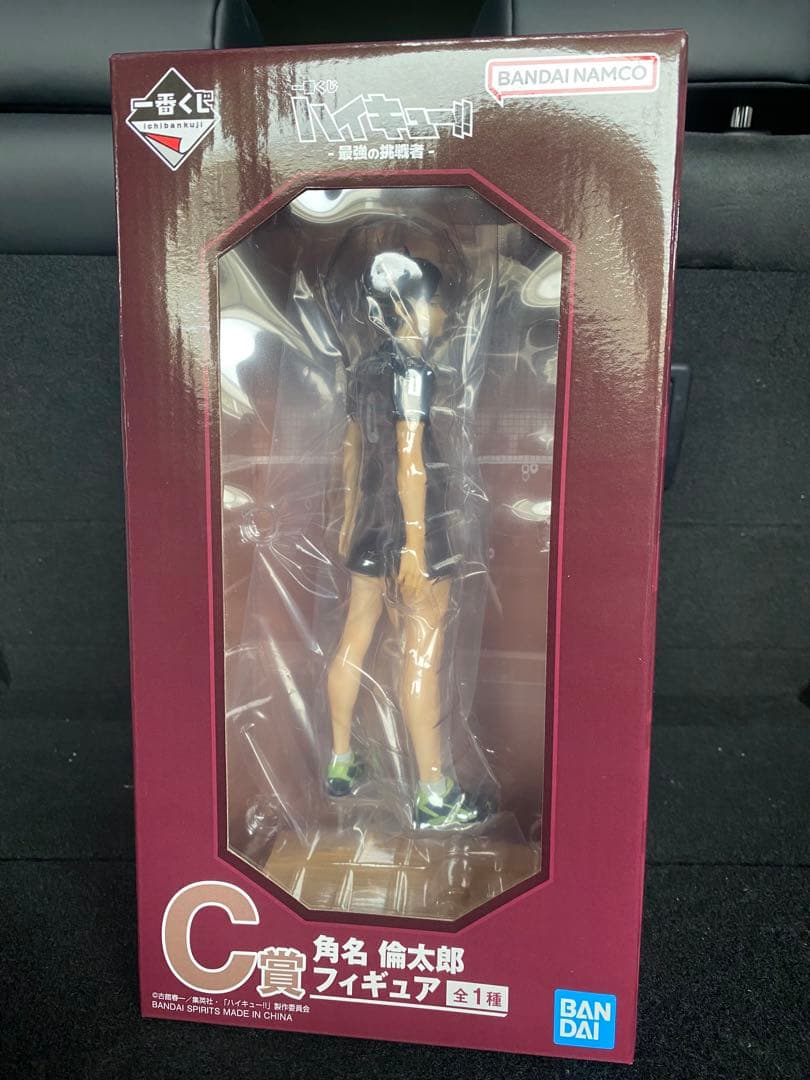 一番くじ
ichibankuji
一番くじ
ハイキュー!!
-最強の挑戦者-
BANDAI NAMCO
C賞
角名 倫太郎
フィギュア 全1種
©古舘春一／集英社・「ハイキュー!!」製作委員会
BANDAI SPIRITS MADE IN CHINA
BAN
DAI